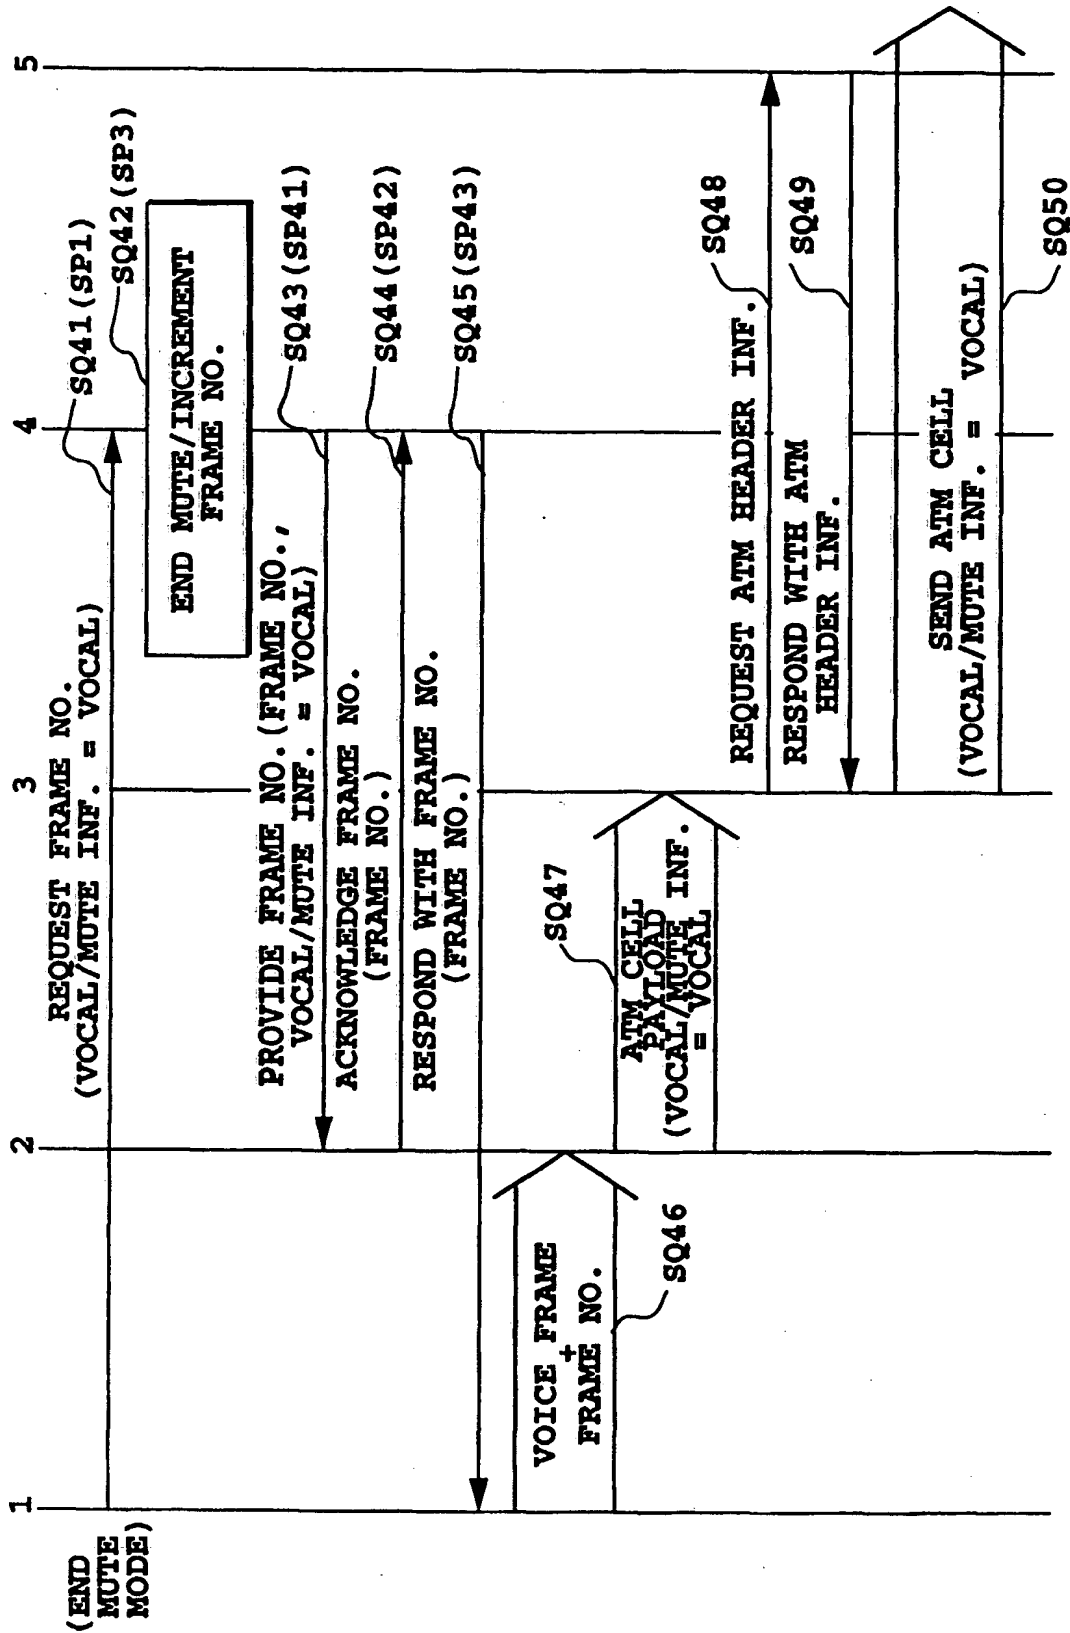 1
2
3
4
5
(END
MUTE
MODE)
REQUEST FRAME NO.
(VOCAL/MUTE INF. = VOCAL)
SQ41(SP1)
SQ42(SP3)
END MUTE/INCREMENT
FRAME NO.
PROVIDE FRAME NO.(FRAME NO.,
VOCAL/MUTE INF. = VOCAL)
SQ43(SP41)
ACKNOWLEDGE FRAME NO.
(FRAME NO.)
SQ44(SP42)
RESPOND WITH FRAME NO.
(FRAME NO.)
SQ45(SP43)
VOICE FRAME
+
FRAME NO.
SQ46
SQ47
ATM CELL
PAYLOAD
(VOCAL/MUTE INF.
= VOCAL
REQUEST ATM HEADER INF.
SQ48
RESPOND WITH ATM
HEADER INF.
SQ49
SEND ATM CELL
(VOCAL/MUTE INF. = VOCAL)
SQ50